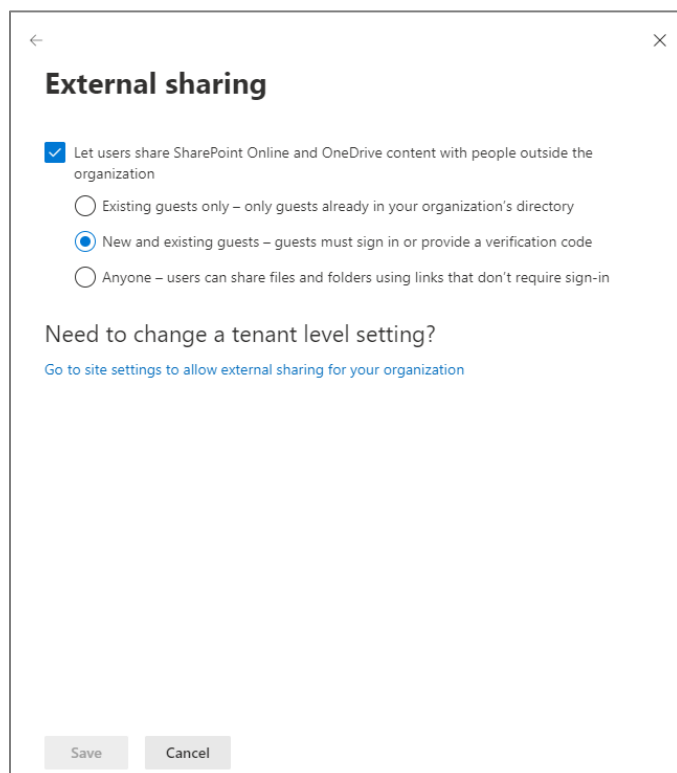 External sharing
Let users share SharePoint Online and OneDrive content with people outside the
organization
Existing guests only – only guests already in your organization's directory
New and existing guests – guests must sign in or provide a verification code
Anyone – users can share files and folders using links that don't require sign-in
Need to change a tenant level setting?
Go to site settings to allow external sharing for your organization
Save
Cancel